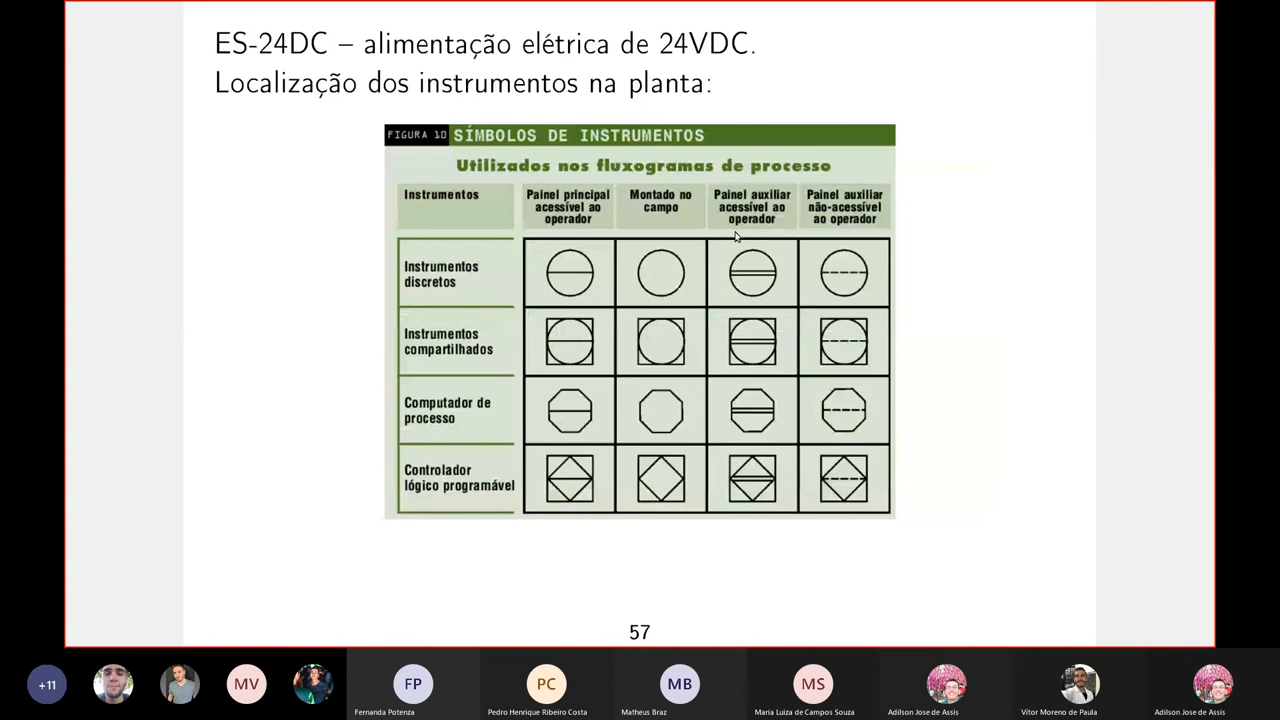 ES-24DC – alimentação elétrica de 24VDC.
Localização dos instrumentos na planta:
FIGURA 10 SÍMBOLOS DE INSTRUMENTOS
Utilizados nos fluxogramas de processo
Instrumentos
Painel principal
acessível ao
operador
Montado no
campo
Painel auxiliar
acessível ao
operador
Painel auxiliar
não-acessível
ao operador
Instrumentos
discretos
Instrumentos
compartilhados
Computador de
processo
Controlador
lógico programável
57
+11
MV
FP
PC
MB
MS
Fernanda Potenza
Pedro Henrique Ribeiro Costa
Matheus Braz
Maria Luiza de Campos Souza
Adilson Jose de Assis
Vítor Moreno de Paula
Adilson Jose de Assis